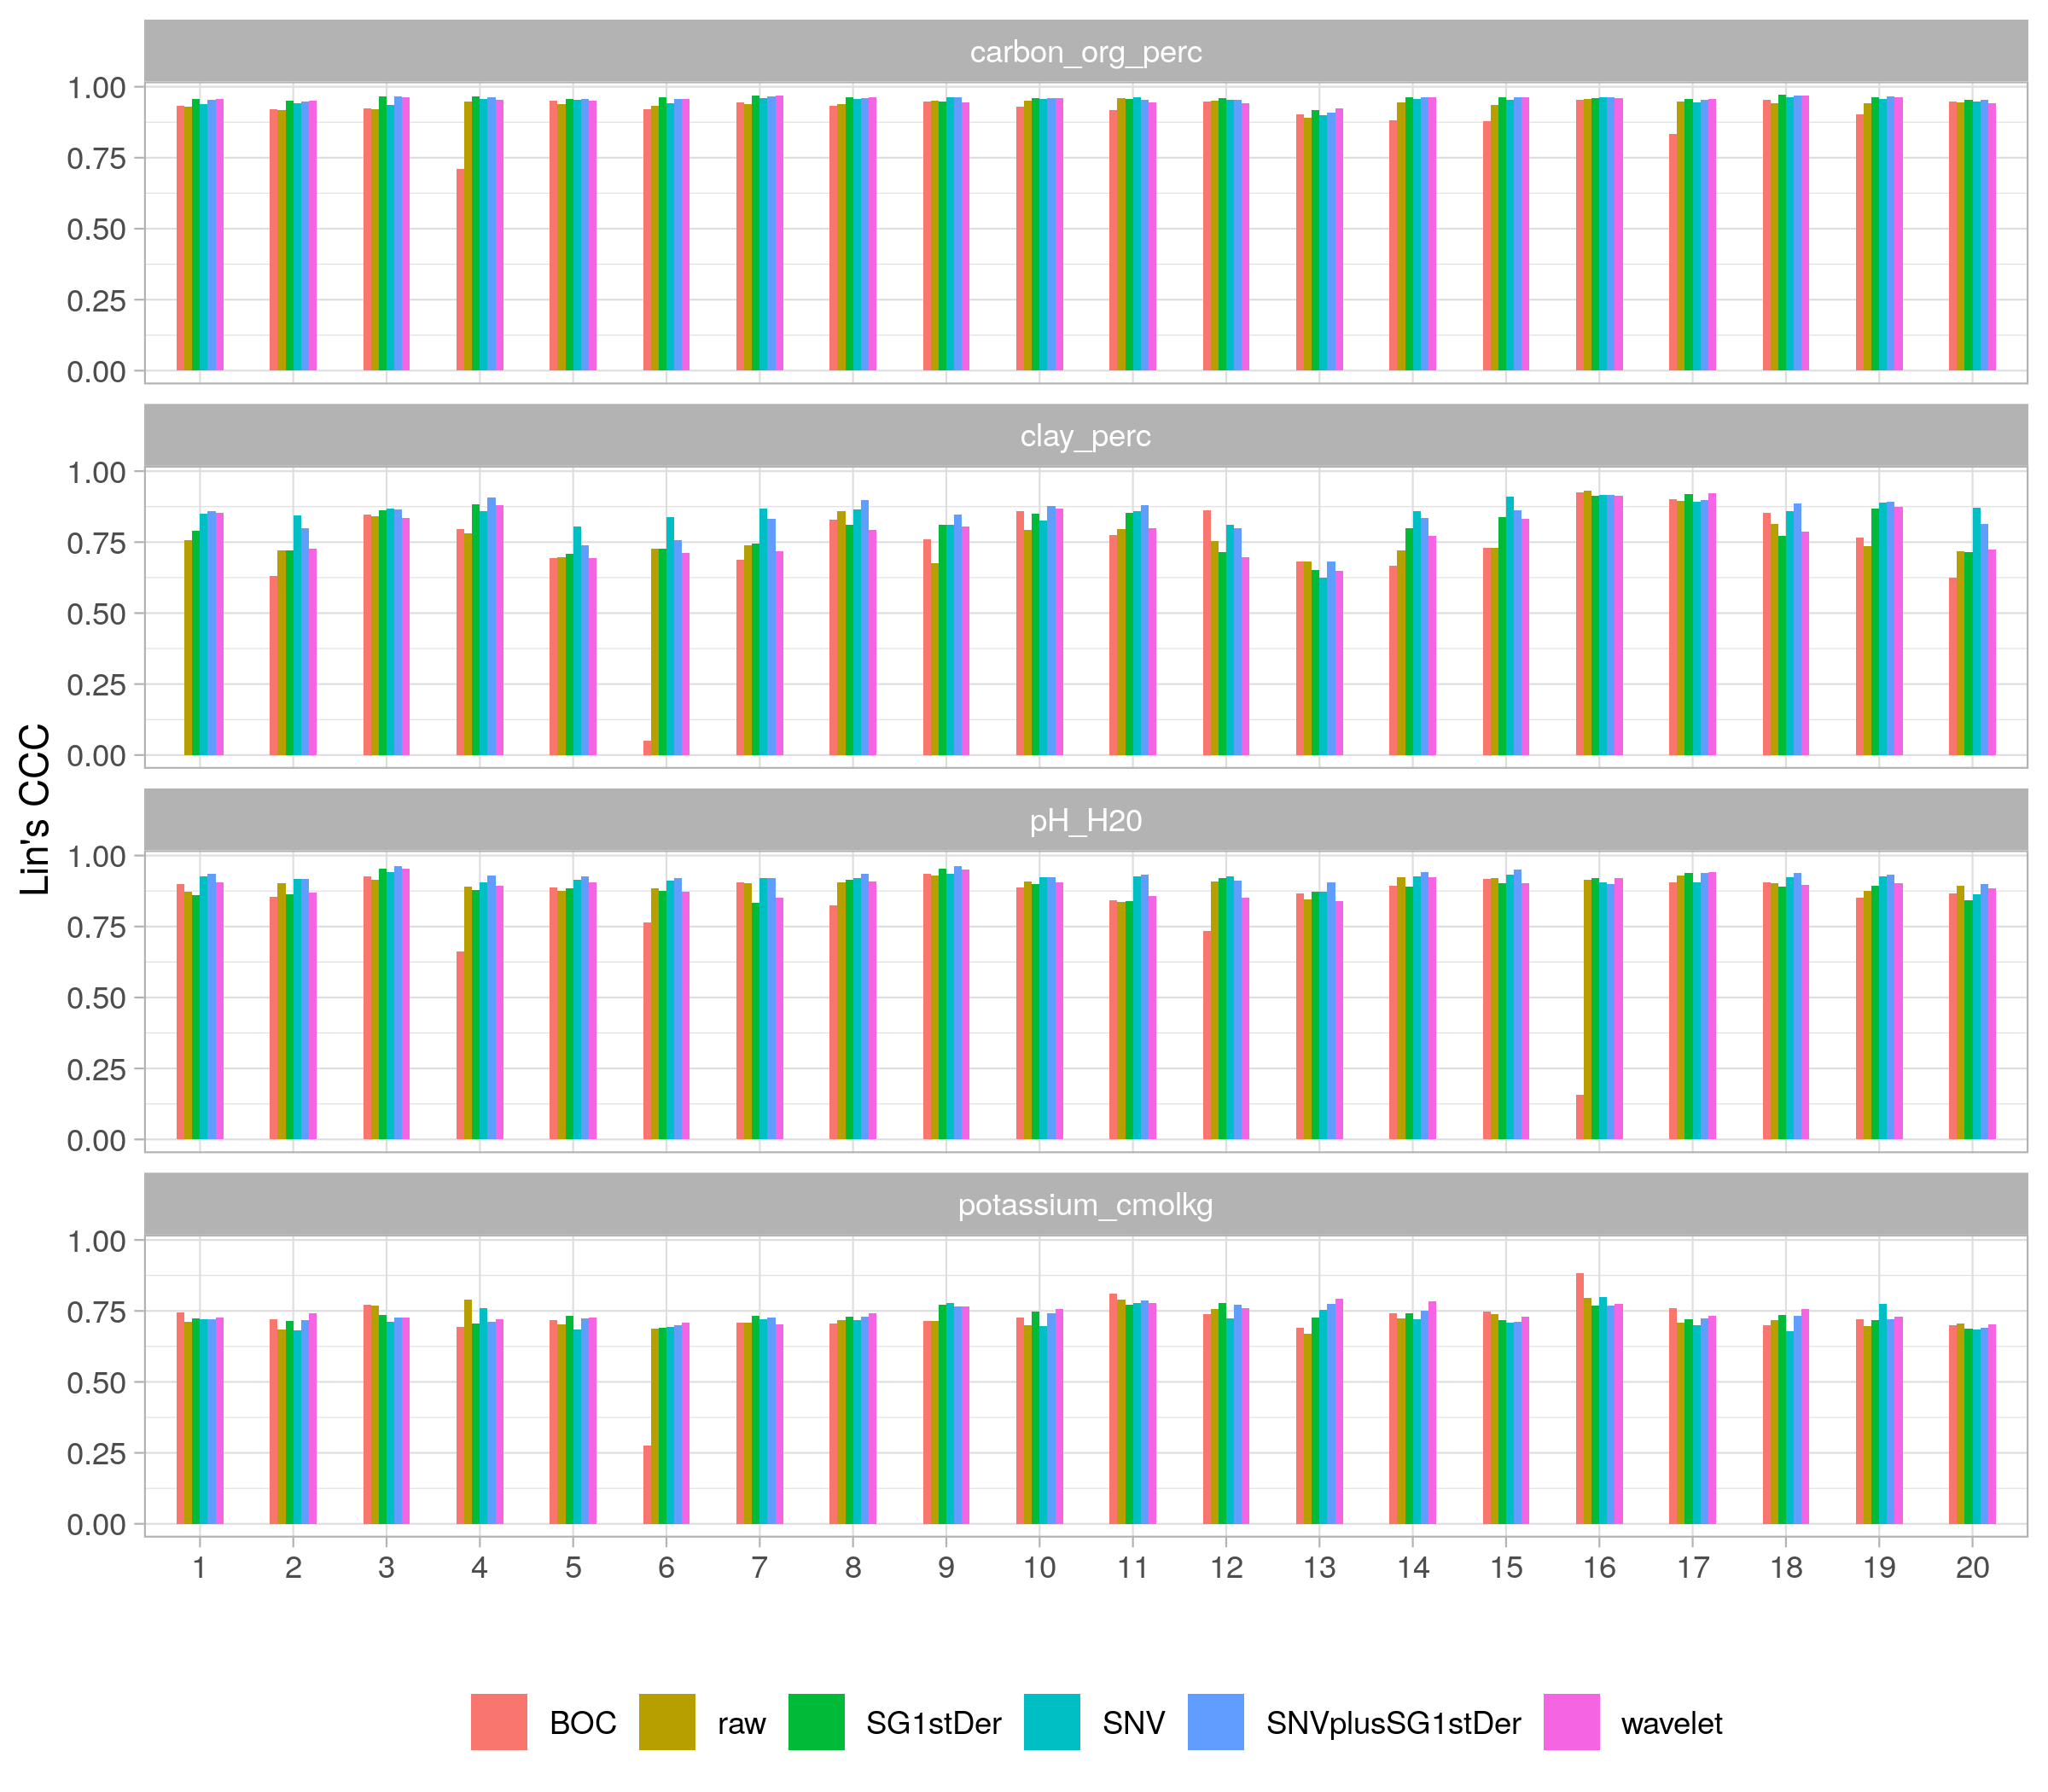 carbon_org_perc
1.00
0.75
0.50
0.25
0.00
clay_perc
1.00
0.75
0.50
0.25
0.00
Lin's CCC
pH_H20
1.00
0.75
0.50
0.25
0.00
potassium_cmolkg
1.00
0.75
0.50
0.25
0.00
1 2 3 4 5 6 7 8 9 10 11 12 13 14 15 16 17 18 19 20
BOC raw SG1stDer SNV SNVplusSG1stDer wavelet